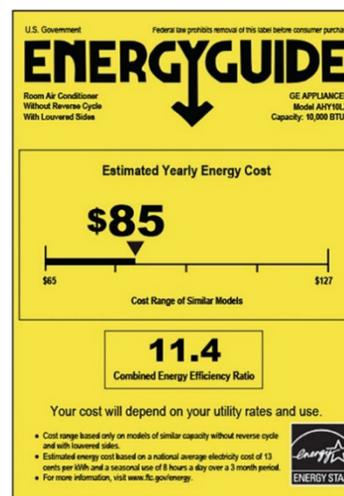 U.S. Government
Federal law prohibits removal of this label before consumer
ENERGYGUIDE
Room Air Conditioner
Without Reverse Cycle
With Louvered Sides
GE
Model
Capacity: 10,000
Estimated Yearly Energy Cost
$85
$65
$127
Cost Range of Similar Models
11.4
Combined Energy Efficiency Ratio
Your cost will depend on your utility rates and use.
• Cost range based only on models of similar capacity without reverse cycle
and with louvered sides.
• Estimated energy cost based on a national average electricity cost of 13
cents per kWh and a seasonal use of 8 hours a day over a 3 month period.
• For more information, visit www.ftc.gov/energy.
energy
ENERGY